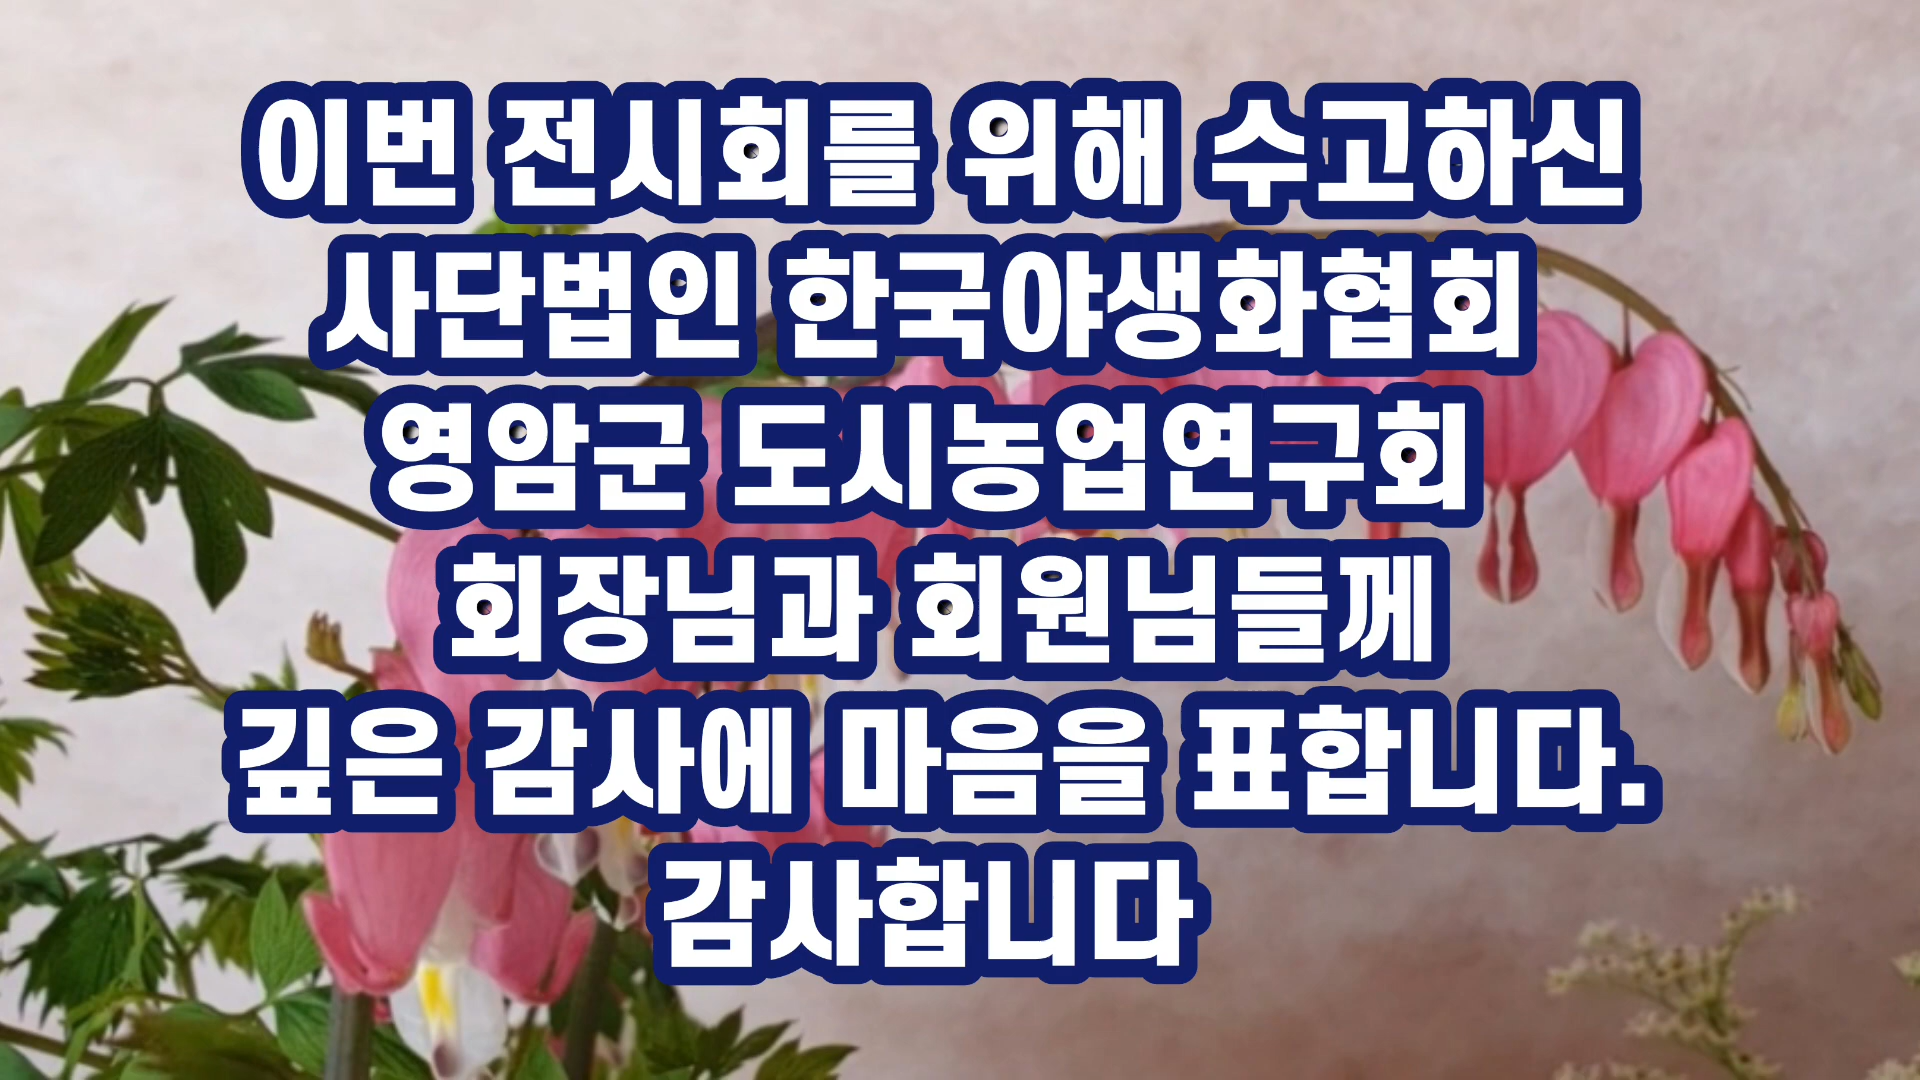 이번 전시회를 위해 수고하신
사단법인 한국야생화협회
영암군 도시농업연구회
회장님과 회원님들께
깊은 감사에 마음을 표합니다.
감사합니다